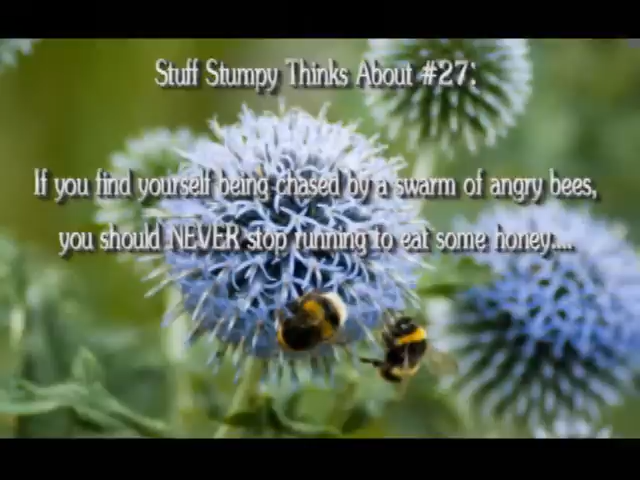 Stuff Stumpy Thinks About #27:
If you find yourself being chased by a swarm of angry bees,
you should NEVER stop running to eat some honey....